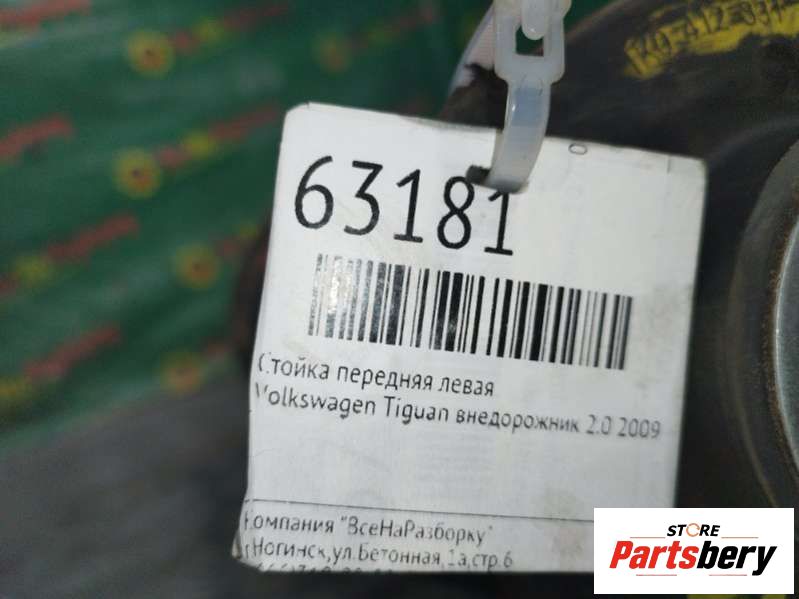 63181
Стойка передняя левая
Volkswagen Tiguan внедорожник 2.0 2009
Компания "ВсеНаРазборку"
г.Ногинск,ул.Бетонная,1а,стр.6
STORE
Partsbery